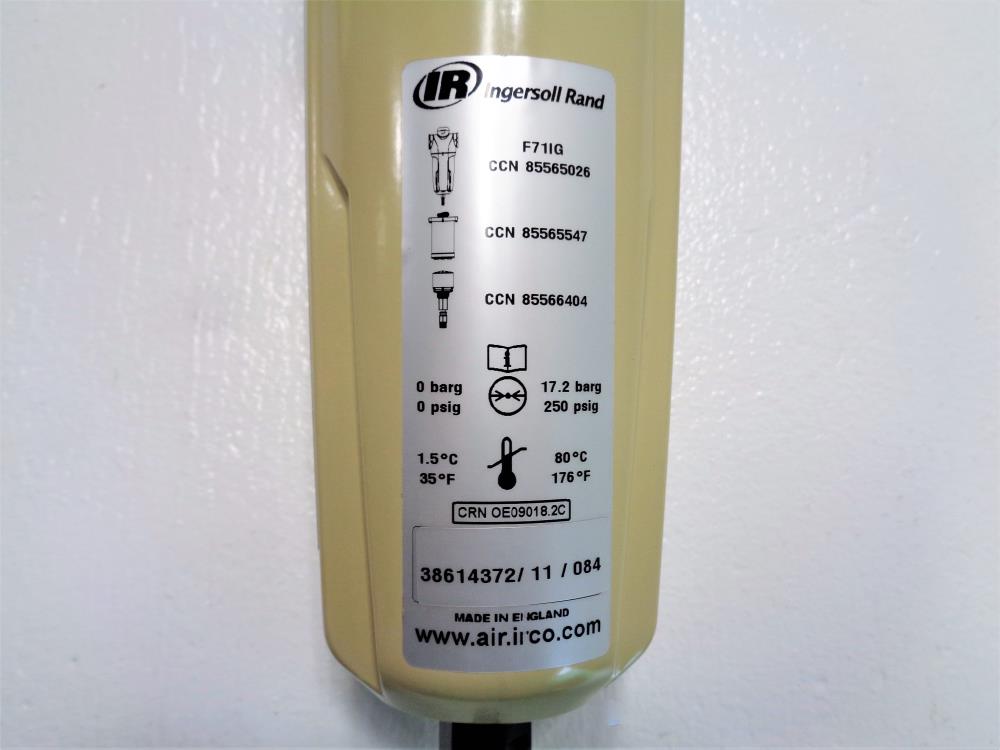 IR Ingersoll Rand
F71IG
CCN 85565026
CCN 85565547
CCN 85566404
i
0 barg 17.2 barg
0 psig 250 psig
1.5°C 80°C
35°F 176°F
CRN OE09018.2C
38614372/ 11 / 084
MADE IN ENGLAND
www.air.irco.com